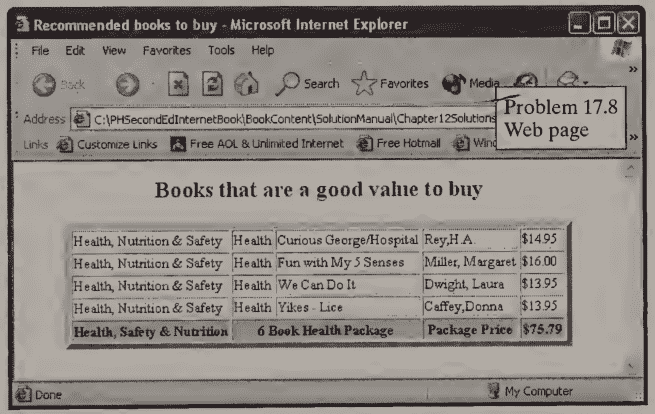 Recommended books to buy - Microsoft Internet Explorer
File Edit View Favorites Tools Help
Back Search Favorites Media
Address C:\PHSecondEdInternetBook\BookContent\SolutionManual\Chapter12Solutions
Problem 17.8
Web page
Links Customize Links Free AOL & Unlimited Internet Free Hotmail
Books that are a good value to buy
Health, Nutrition & Safety Health Curious George/Hospital Rey,H.A. $14.95
Health, Nutrition & Safety Health Fun with My 5 Senses Miller, Margaret $16.00
Health, Nutrition & Safety Health We Can Do It Dwight, Laura $13.95
Health, Nutrition & Safety Health Yikes - Lice Caffey,Donna $13.95
Health, Safety & Nutrition 6 Book Health Package Package Price $75.79
Done My Computer